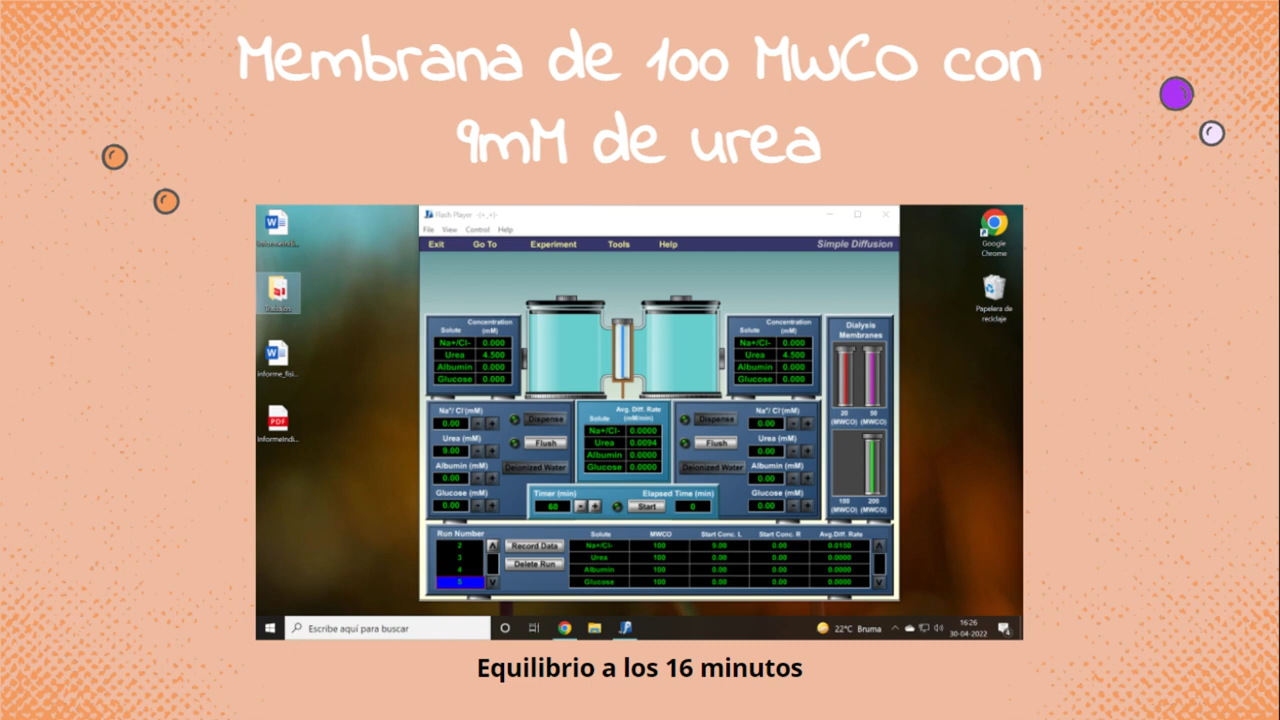 Membrana de 100 MWCO con
9mM de urea
Flash Player
File View Control Help
Exit Go To Experiment Tools Help Simple Diffusion
Solute Concentration (mM)
Na+/Cl- 0.000
Urea 4.500
Albumin 0.000
Glucose 0.000
Solute Concentration (mM)
Na+/Cl- 0.000
Urea 4.500
Albumin 0.000
Glucose 0.000
Dialysis
Membranes
20 50
(MWCO) (MWCO)
100 200
(MWCO) (MWCO)
Na+/ Cl-(mM)
0.00 - +
Urea (mM)
9.00 - +
Albumin (mM)
0.00 - +
Glucose (mM)
0.00 - +
Dispense
Flush
Deionized Water
Solute Avg. Diff. Rate (mM/min)
Na+/Cl- 0.0000
Urea 0.0094
Albumin 0.0000
Glucose 0.0000
Dispense
Flush
Deionized Water
Na+/ Cl-(mM)
0.00 - +
Urea (mM)
0.00 - +
Albumin (mM)
0.00 - +
Glucose (mM)
0.00 - +
Timer (min) Elapsed Time (min)
60 - + Start 0
Run Number
2
3
4
5
Record Data
Delete Run
Solute MWCO Start Conc. L Start Conc. R Avg.Diff. Rate
Na+/Cl- 100 9.00 0.00 0.0150
Urea 100 0.00 0.00 0.0000
Albumin 100 0.00 0.00 0.0000
Glucose 100 0.00 0.00 0.0000
informe_fisi...
PDF
InformeIndi...
Google
Chrome
Papelera de
reciclaje
Escribe aquí para buscar
22°C Bruma
16:26
30-04-2022
Equilibrio a los 16 minutos